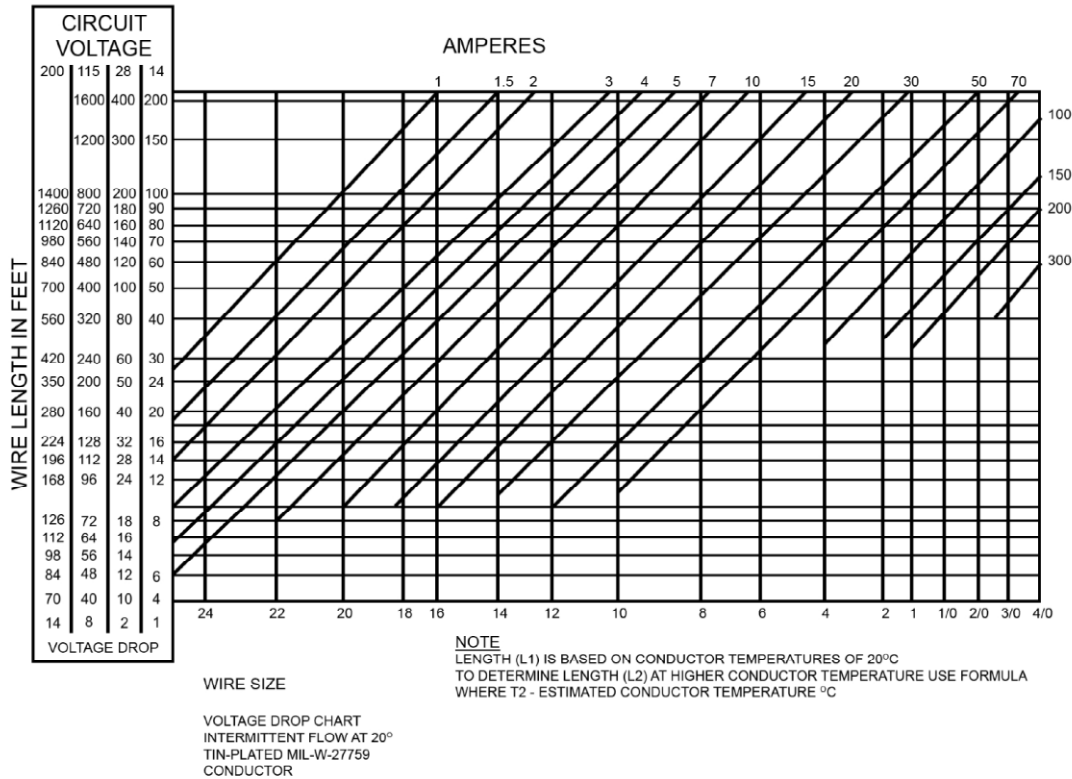 CIRCUIT
VOLTAGE
AMPERES
200 115 28 14
1 1.5 2 3 4 5 7 10 15 20 30 50 70
1600 400 200
100
1200 300 150
150
1400 800 200 100
1260 720 180 90
200
1120 640 160 80
980 560 140 70
840 480 120 60
300
700 400 100 50
560 320 80 40
420 240 60 30
350 200 50 24
280 160 40 20
224 128 32 16
196 112 28 14
168 96 24 12
126 72 18 8
112 64 16
98 56 14
84 48 12 6
70 40 10 4
14 8 2 1
WIRE LENGTH IN FEET
24 22 20 18 16 14 12 10 8 6 4 2 1 1/0 2/0 3/0 4/0
VOLTAGE DROP
NOTE
LENGTH (L1) IS BASED ON CONDUCTOR TEMPERATURES OF 20°C
TO DETERMINE LENGTH (L2) AT HIGHER CONDUCTOR TEMPERATURE USE FORMULA
WHERE T2 - ESTIMATED CONDUCTOR TEMPERATURE °C
WIRE SIZE
VOLTAGE DROP CHART
INTERMITTENT FLOW AT 20°
TIN-PLATED MIL-W-27759
CONDUCTOR